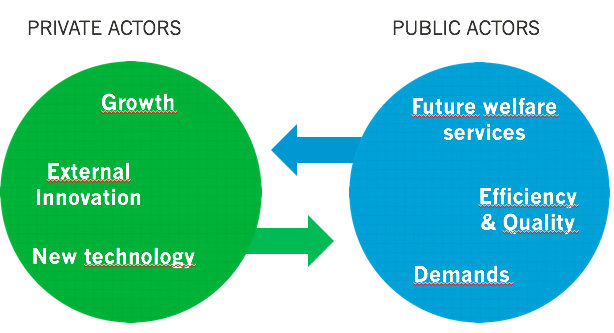 PRIVATE ACTORS
PUBLIC ACTORS
Growth
External
Innovation
New technology
Future welfare
services
Efficiency
& Quality
Demands